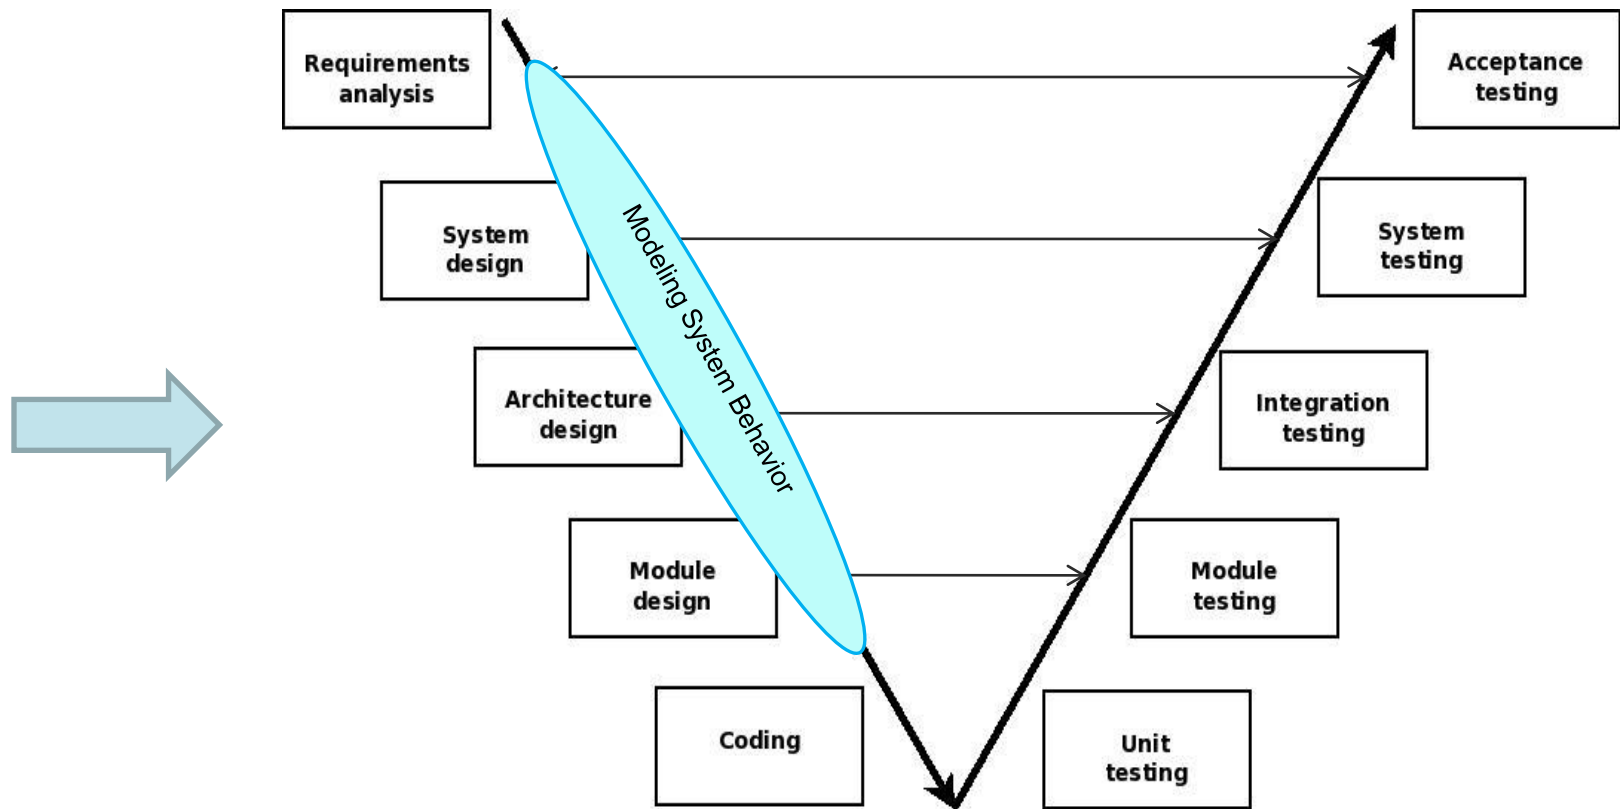 Requirements
analysis
Acceptance
testing
System
design
System
testing
Modeling System Behavior
Architecture
design
Integration
testing
Module
design
Module
testing
Coding
Unit
testing